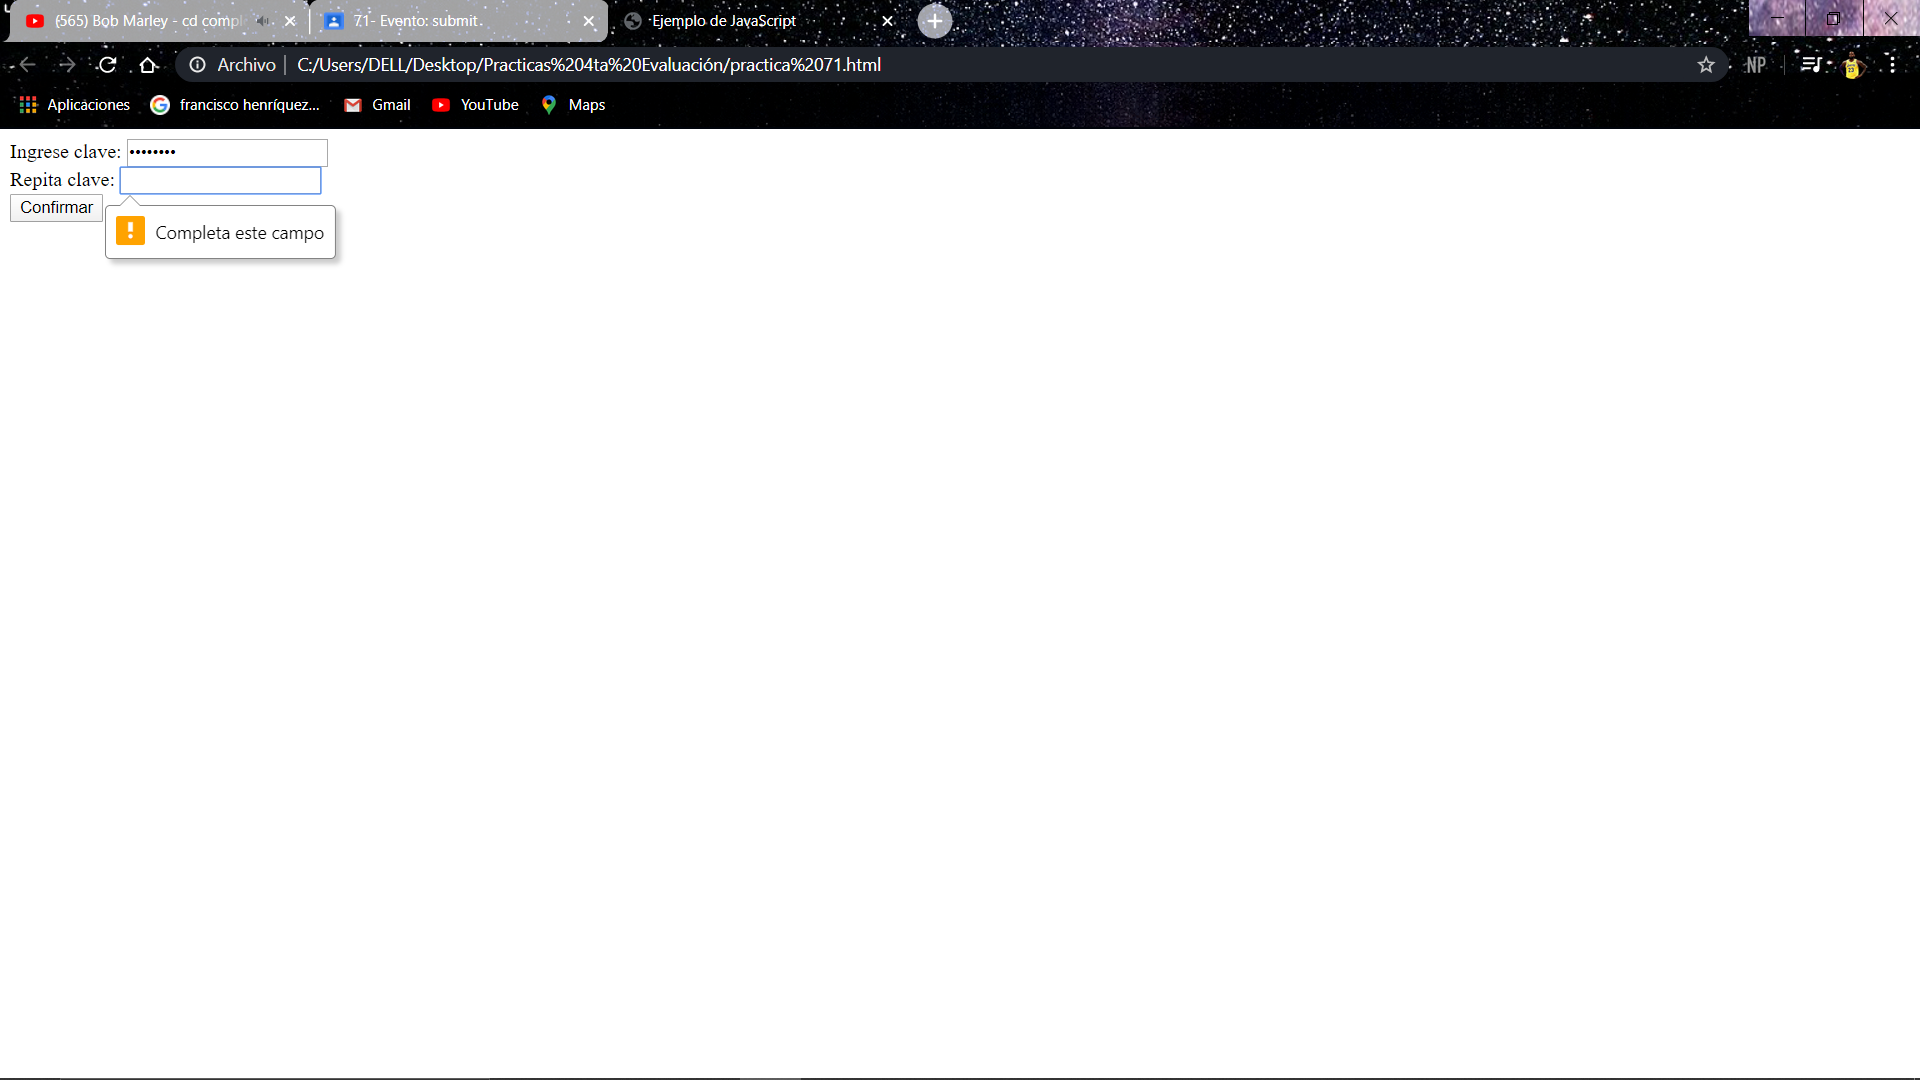 (565) Bob Marley - cd compl
71- Evento: submit
Ejemplo de JavaScript
Archivo
C:/Users/DELL/Desktop/Practicas%204ta%20Evaluación/practica%2071.html
NP
Aplicaciones
francisco henríquez...
Gmail
YouTube
Maps
Ingrese clave: ••••••••
Repita clave:
Confirmar
Completa este campo